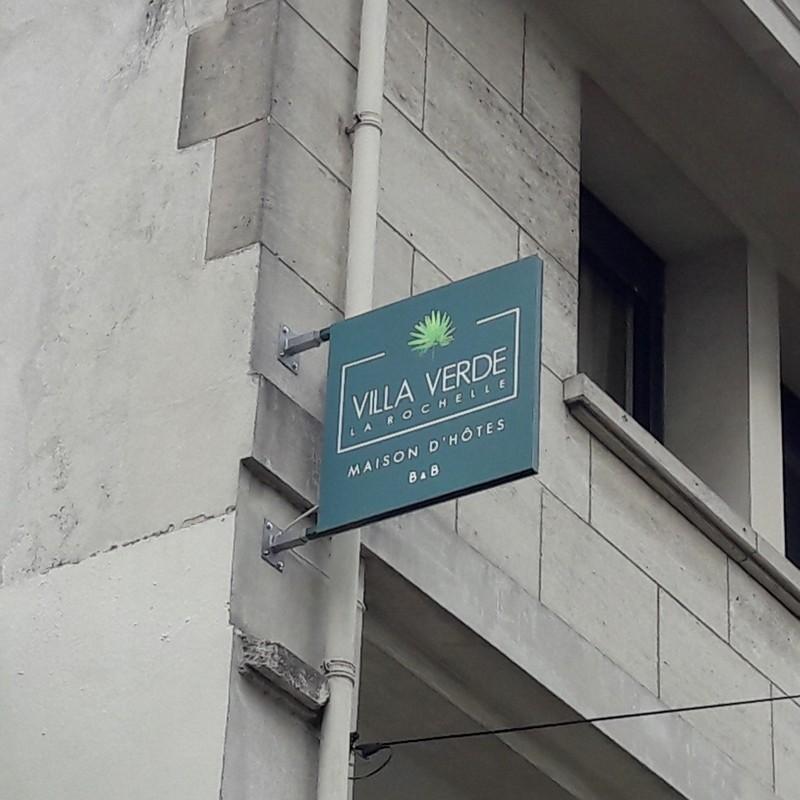 VILLA VERDE
LA ROCHELLE
MAISON D'HÔTES
B&B